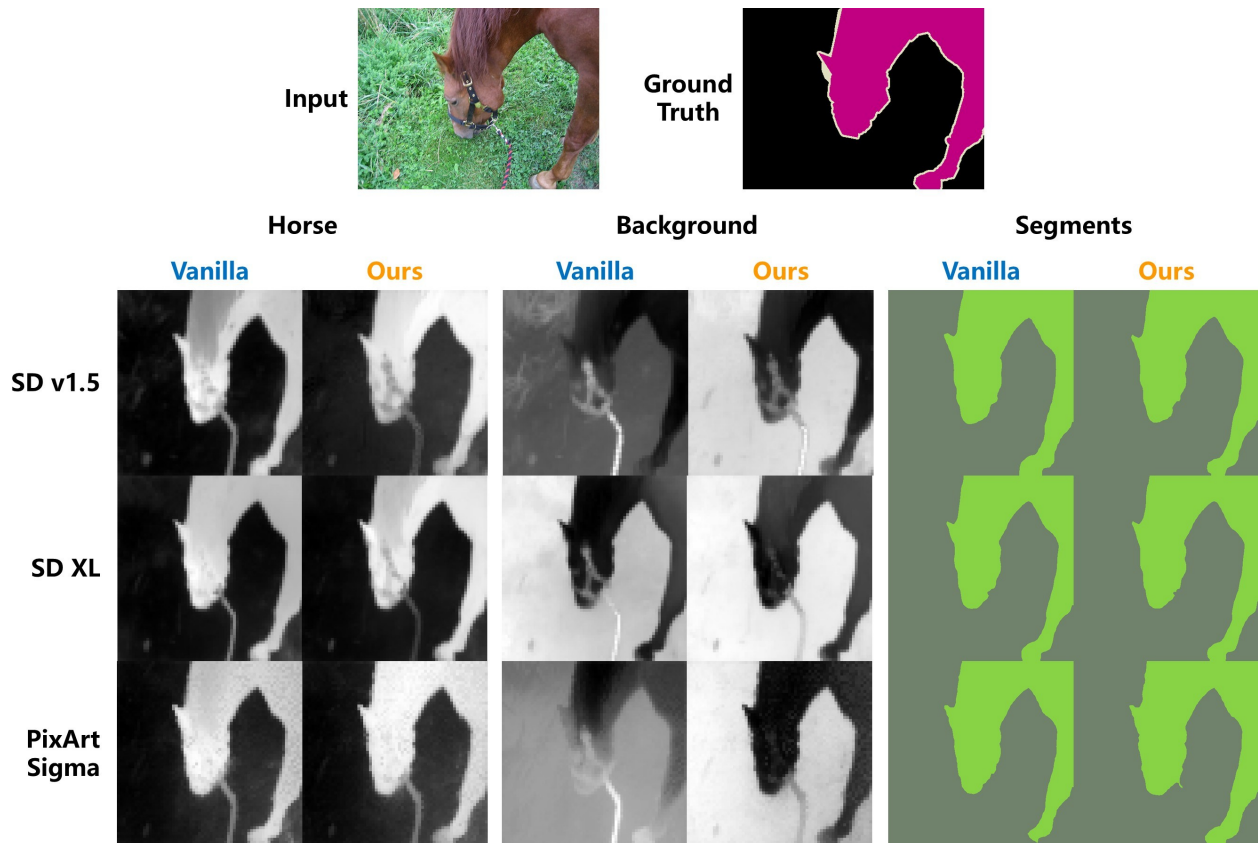 Input
Ground
Truth
Horse
Background
Segments
Vanilla
Ours
Vanilla
Ours
Vanilla
Ours
SD v1.5
SD XL
PixArt
Sigma